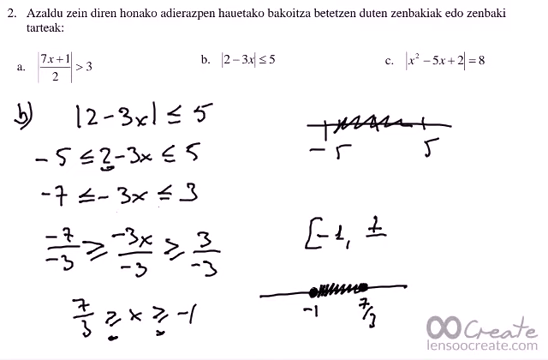 2. Azaldu zein diren honako adierazpen hauetako bakoitza betetzen duten zenbakiak edo zenbaki
tarteak:
a. |(7x+1)/2| > 3
b. |2 − 3x| ≤ 5
c. |x² − 5x + 2| = 8
b) |2 - 3x| ≤ 5
-5 ≤ 2 - 3x ≤ 5
-7 ≤ - 3x ≤ 3
-7/-3 ≥ -3x/-3 ≥ 3/-3
7/3 ≥ x ≥ -1
-5 5
[-1, 7
-1 7/3
Create
lensoocreate.com